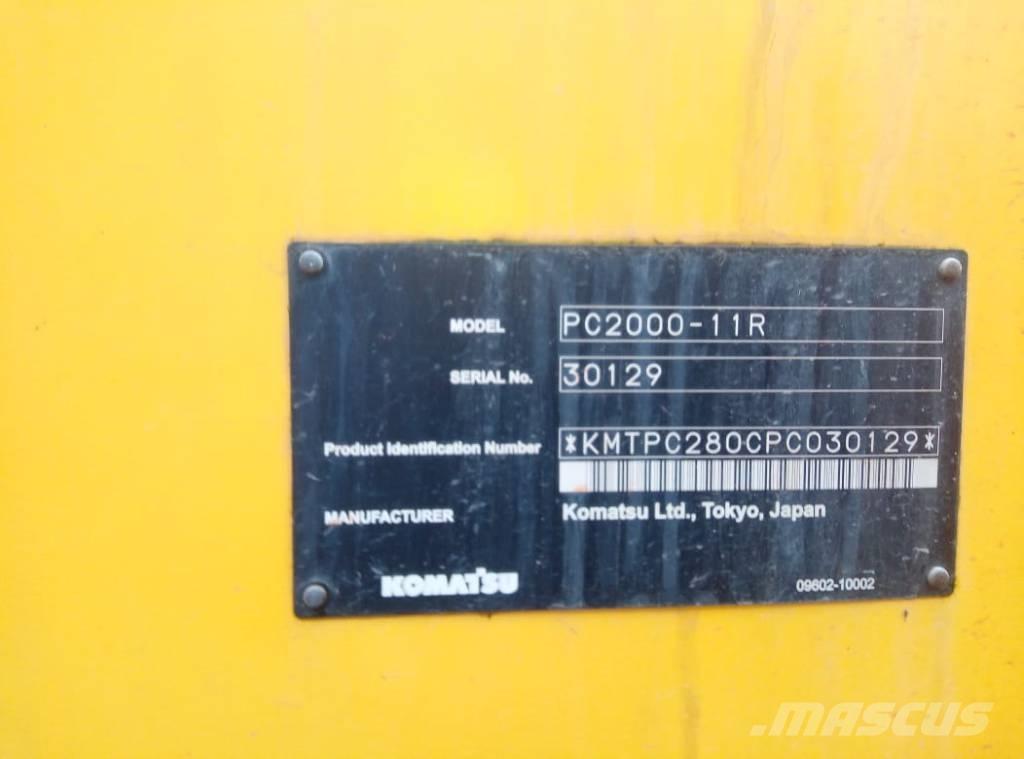 MODEL PC2000-11R
SERIAL No. 30129
Product Identification Number *KMTPC280CPC030129*
MANUFACTURER Komatsu Ltd., Tokyo, Japan
KOMATSU 09602-10002
.MASCUS